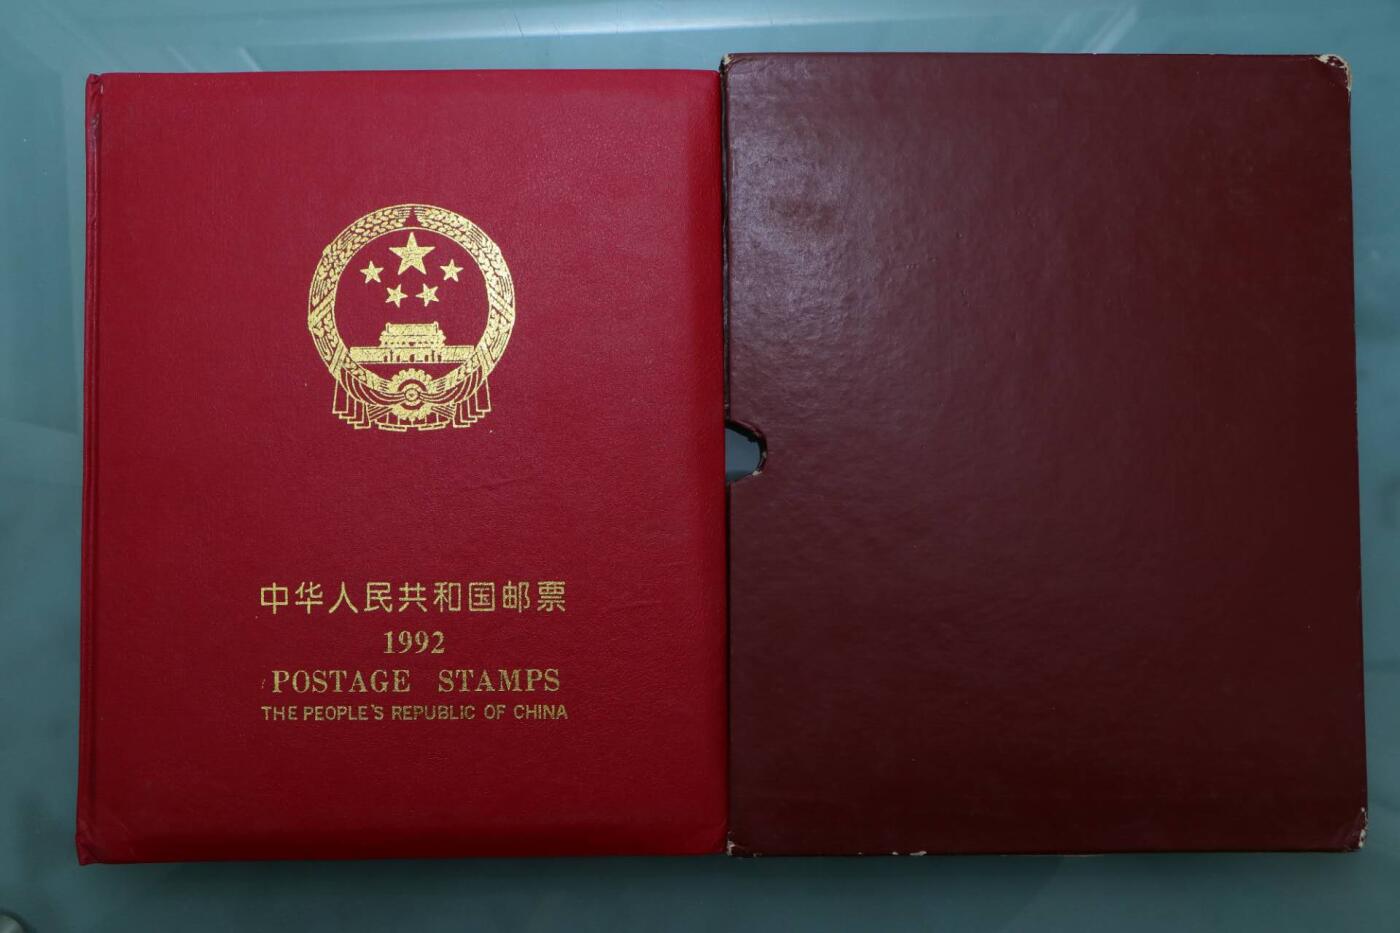 中华人民共和国邮票
1992
POSTAGE STAMPS
THE PEOPLE'S REPUBLIC OF CHINA